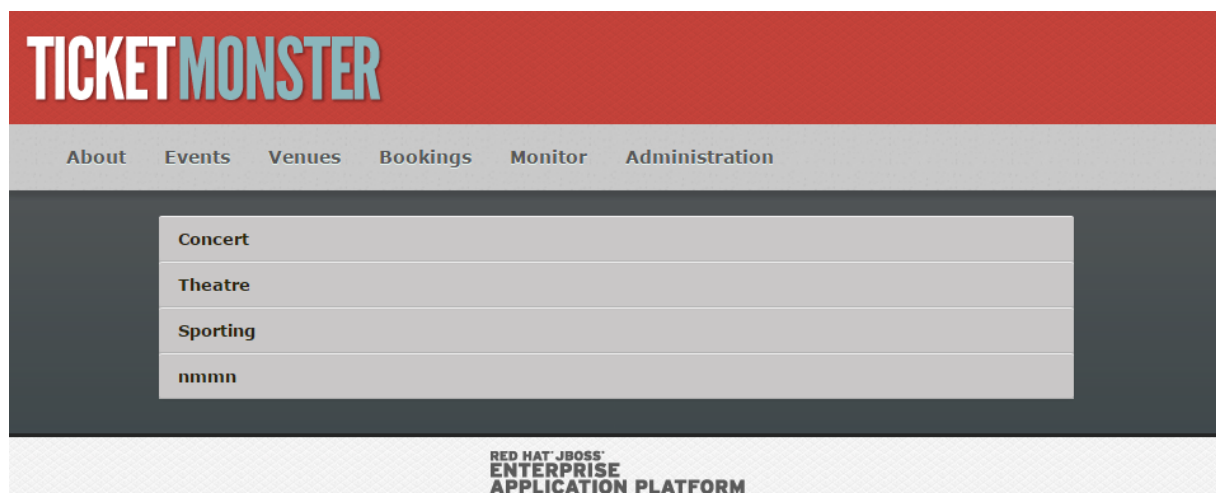 TICKETMONSTER
About Events Venues Bookings Monitor Administration
Concert
Theatre
Sporting
nmmn
RED HAT® JBOSS®
ENTERPRISE
APPLICATION PLATFORM